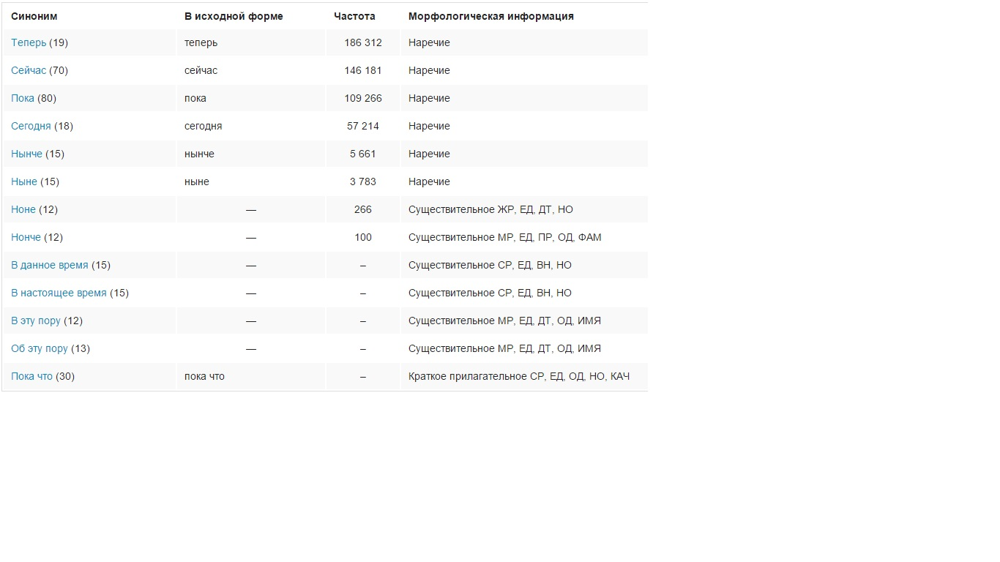 Синоним В исходной форме Частота Морфологическая информация
Теперь (19) теперь 186 312 Наречие
Сейчас (70) сейчас 146 181 Наречие
Пока (80) пока 109 266 Наречие
Сегодня (18) сегодня 57 214 Наречие
Нынче (15) нынче 5 661 Наречие
Ныне (15) ныне 3 783 Наречие
Ноне (12) — 266 Существительное ЖР, ЕД, ДТ, НО
Нонче (12) — 100 Существительное МР, ЕД, ПР, ОД, ФАМ
В данное время (15) — – Существительное СР, ЕД, ВН, НО
В настоящее время (15) — – Существительное СР, ЕД, ВН, НО
В эту пору (12) — – Существительное МР, ЕД, ДТ, ОД, ИМЯ
Об эту пору (13) — – Существительное МР, ЕД, ДТ, ОД, ИМЯ
Пока что (30) пока что – Краткое прилагательное СР, ЕД, ОД, НО, КАЧ